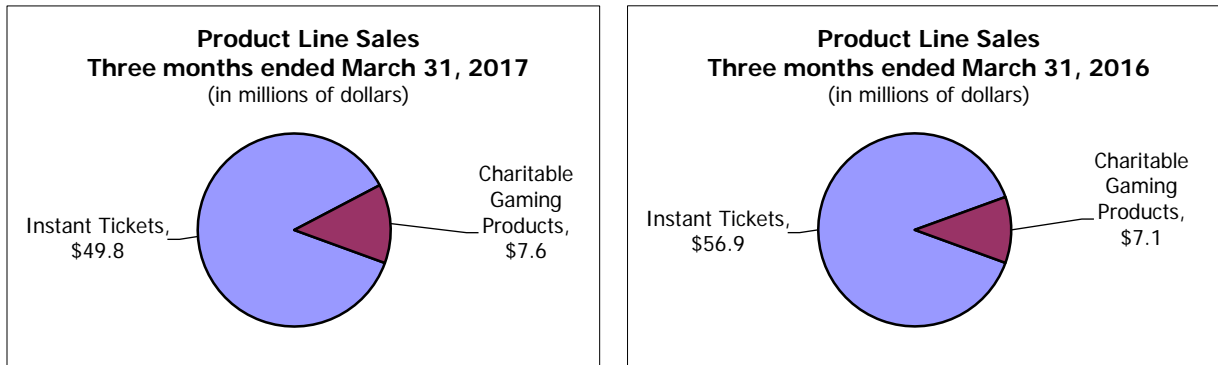 Product Line Sales
Three months ended March 31, 2017
(in millions of dollars)
Instant Tickets,
$49.8
Charitable
Gaming
Products,
$7.6
Product Line Sales
Three months ended March 31, 2016
(in millions of dollars)
Instant Tickets,
$56.9
Charitable
Gaming
Products,
$7.1